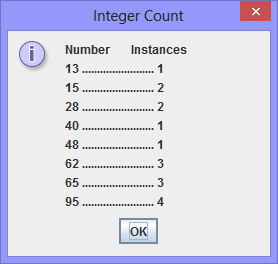 Integer Count
Number Instances
13 ........................ 1
15 ........................ 2
28 ........................ 2
40 ........................ 1
48 ........................ 1
62 ........................ 3
65 ........................ 3
95 ........................ 4
OK